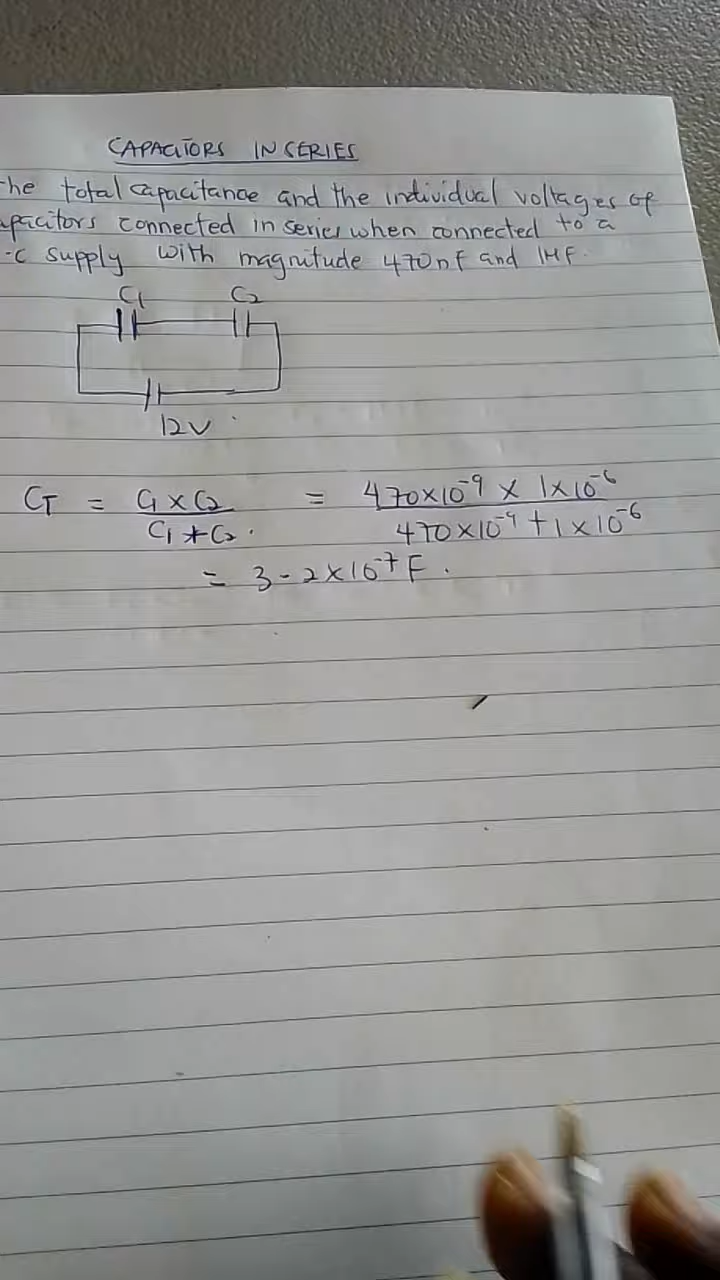 CAPACITORS IN SERIES
he total capacitance and the individual voltages of
pacitors connected in series when connected to a
-c supply with magnitude 470nF and 1μF.
C1 C2
12V.
CT = C1 x C2 / C1 + C2. = 470x10^-9 x 1x10^-6 / 470x10^-9 + 1x10^-6
= 3-2x10^-7 F.